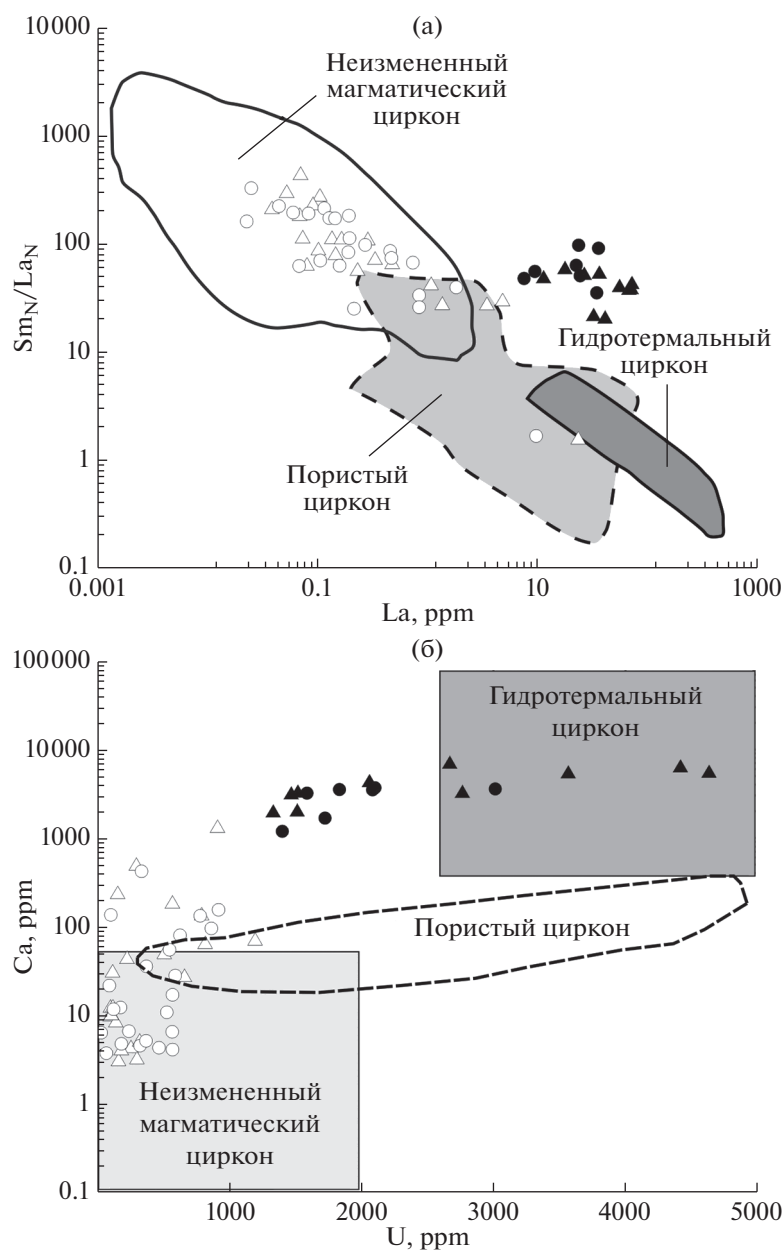 (а)
10000
1000
100
10
1
0.1
Sm_N/La_N
Неизмененный
магматический
циркон
Гидротермальный
циркон
Пористый
циркон
0.001
0.1
10
1000
La, ppm
(б)
100000
10000
1000
100
10
1
0.1
Ca, ppm
Гидротермальный
циркон
Пористый циркон
Неизмененный
магматический
циркон
1000
2000
3000
4000
5000
U, ppm